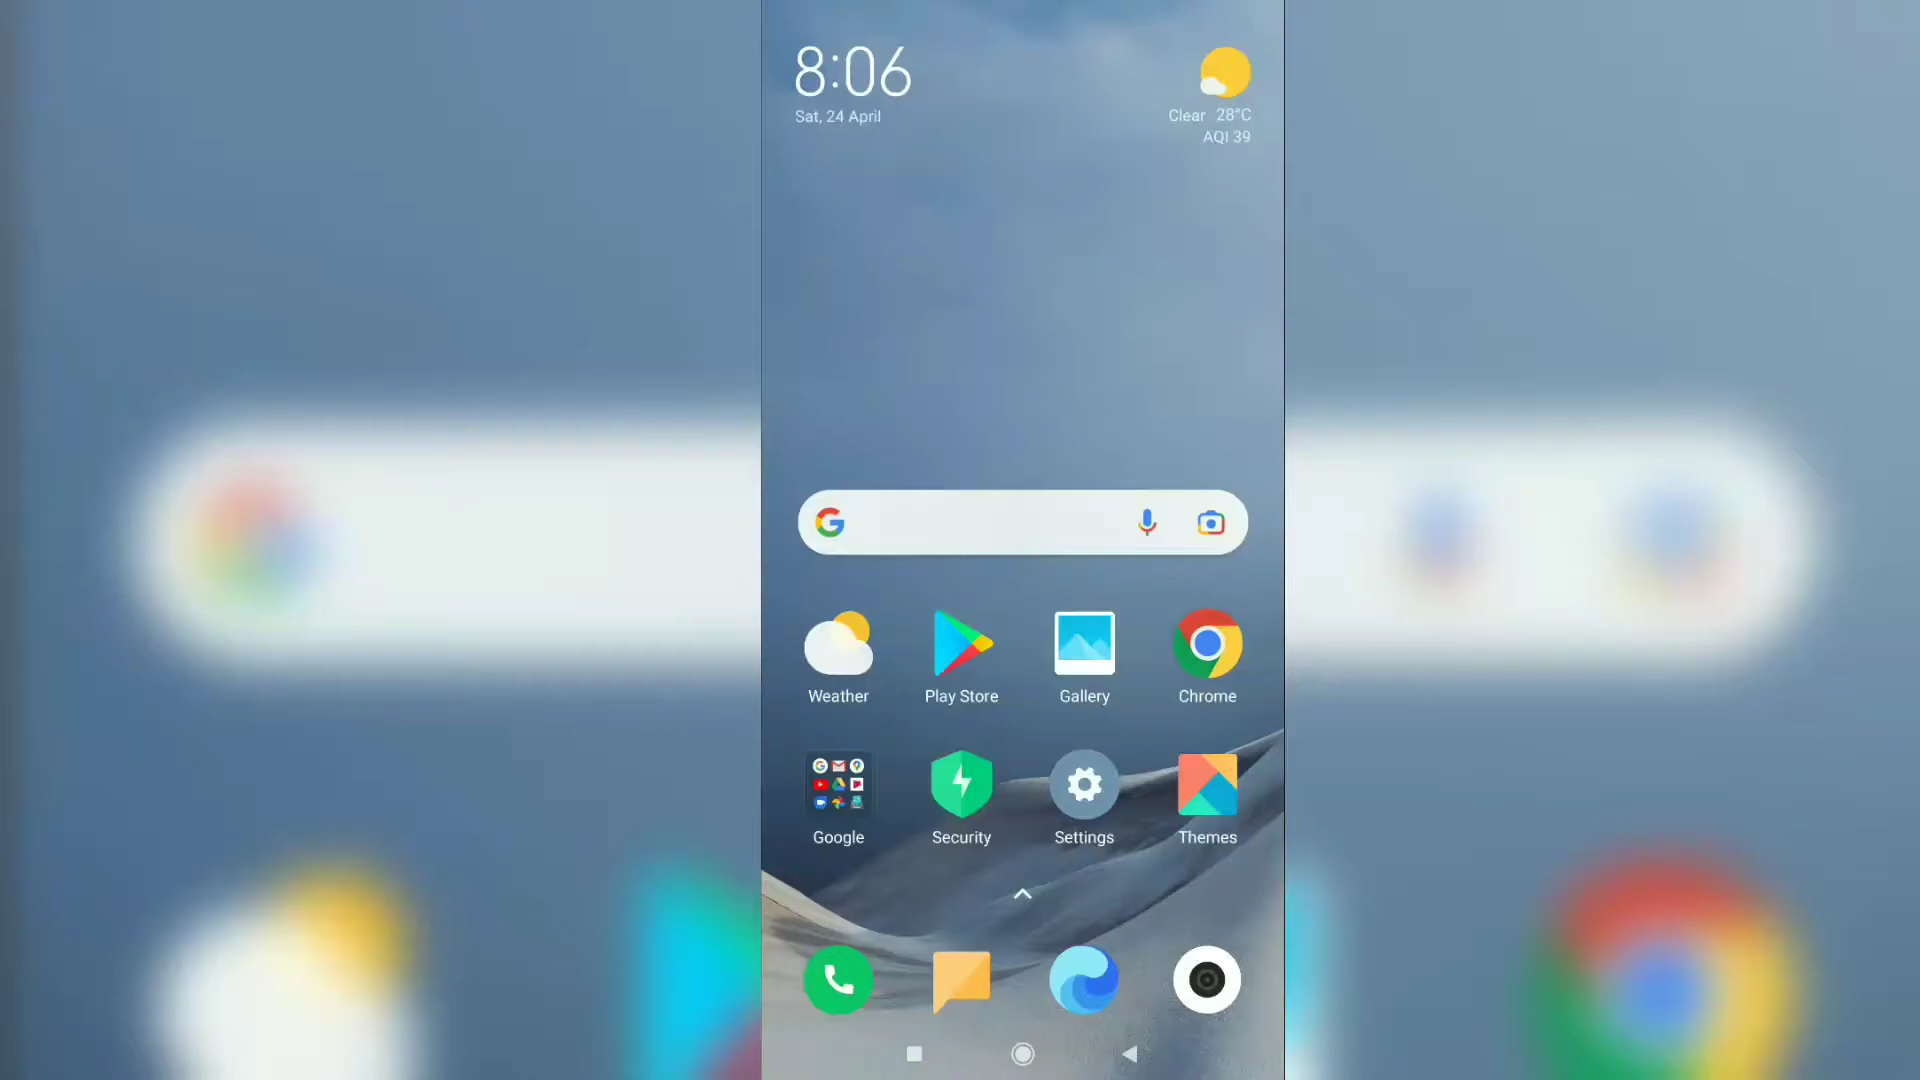 8:06
Sat, 24 April
Clear 28°C
AQI 39
Weather
Play Store
Gallery
Chrome
Google
Security
Settings
Themes